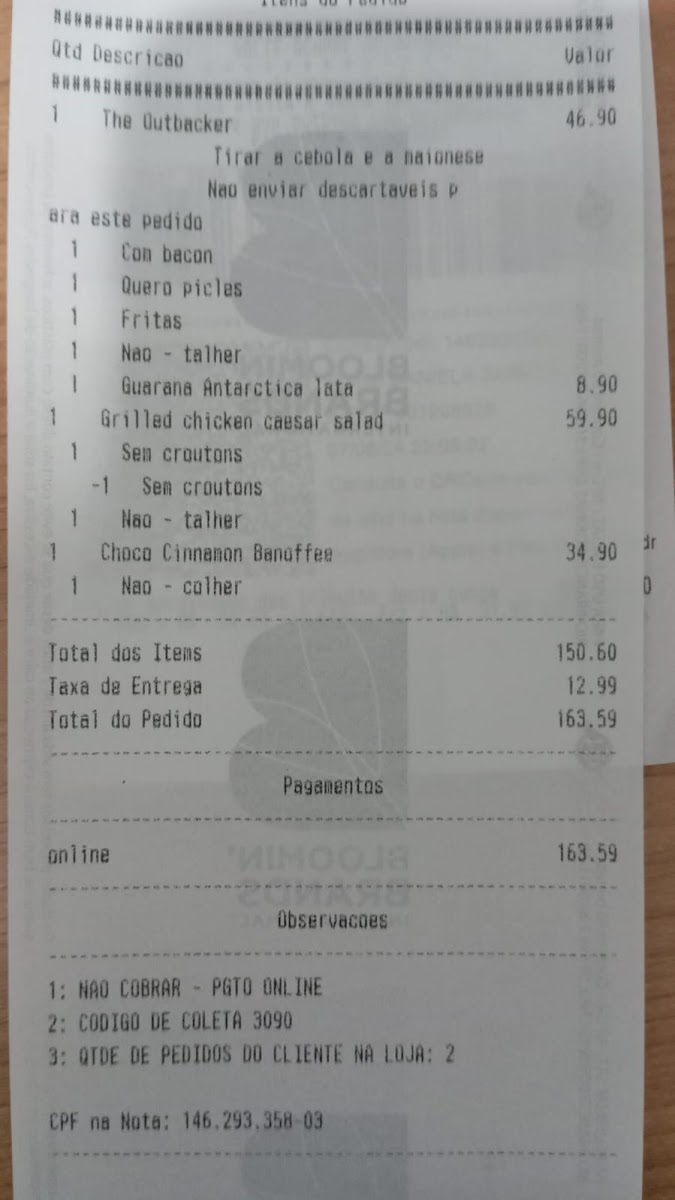 Itens do Pedido
Qtd Descricao Valor
1 The Outbacker 46.90
Tirar a cebola e a maionese
Nao enviar descartaveis p
ara este pedido
1 Com bacon
1 Quero picles
1 Fritas
1 Nao - talher
1 Guarana Antarctica lata 8.90
1 Grilled chicken caesar salad 59.90
1 Sem croutons
-1 Sem croutons
1 Nao - talher
1 Choco Cinnamon Banoffee 34.90
1 Nao - colher
Total dos Items 150.60
Taxa de Entrega 12.99
Total do Pedido 163.59
Pagamentos
online 163.59
BLOOMIN'
BRANDS
Observacoes
1: NAO COBRAR - PGTO ONLINE
2: CODIGO DE COLETA 3090
3: QTDE DE PEDIDOS DO CLIENTE NA LOJA: 2
CPF na Nota: 146.293.358-03